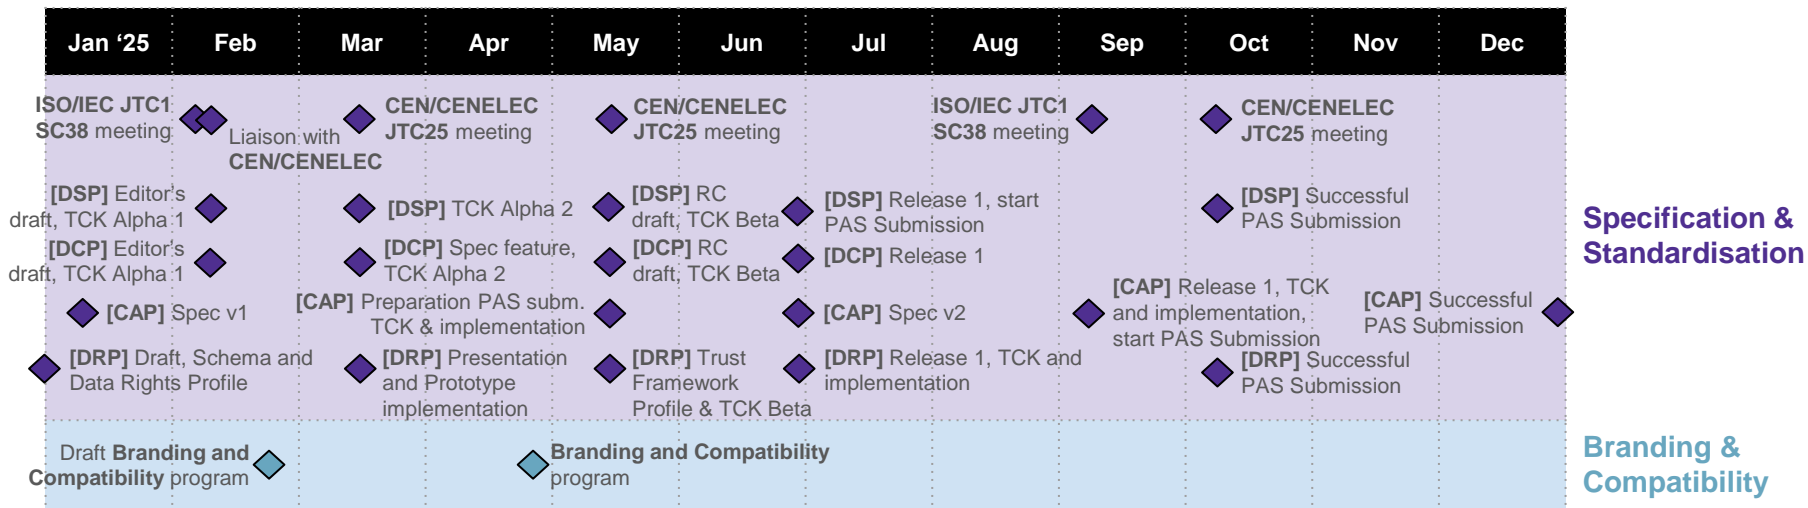 Jan ‘25 Feb Mar Apr May Jun Jul Aug Sep Oct Nov Dec
ISO/IEC JTC1
SC38 meeting
Liaison with
CEN/CENELEC
CEN/CENELEC
JTC25 meeting
CEN/CENELEC
JTC25 meeting
ISO/IEC JTC1
SC38 meeting
CEN/CENELEC
JTC25 meeting
[DSP] Editor’s
draft, TCK Alpha 1
[DSP] TCK Alpha 2
[DSP] RC
draft, TCK Beta
[DSP] Release 1, start
PAS Submission
[DSP] Successful
PAS Submission
[DCP] Editor’s
draft, TCK Alpha 1
[DCP] Spec feature,
TCK Alpha 2
[DCP] RC
draft, TCK Beta
[DCP] Release 1
[CAP] Spec v1
[CAP] Preparation PAS subm.
TCK & implementation
[CAP] Spec v2
[CAP] Release 1, TCK
and implementation,
start PAS Submission
[CAP] Successful
PAS Submission
[DRP] Draft, Schema and
Data Rights Profile
[DRP] Presentation
and Prototype
implementation
[DRP] Trust
Framework
Profile & TCK Beta
[DRP] Release 1, TCK and
implementation
[DRP] Successful
PAS Submission
Specification &
Standardisation
Draft Branding and
Compatibility program
Branding and Compatibility
program
Branding &
Compatibility